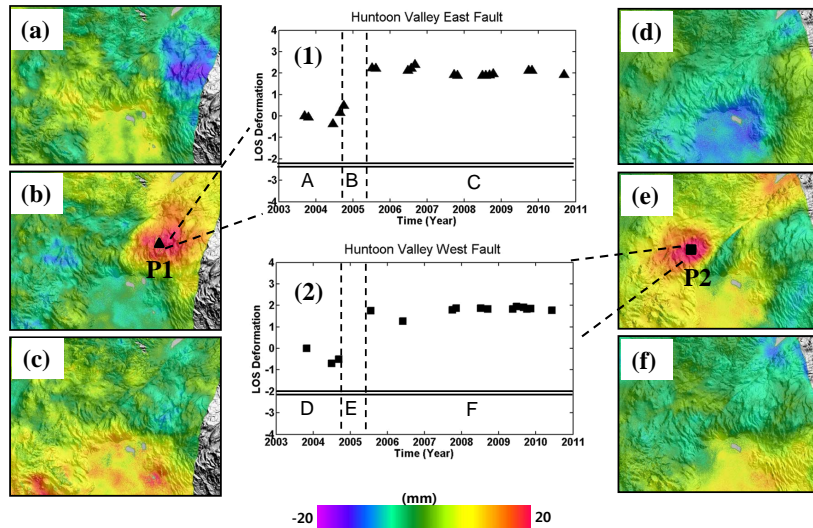 (a)
(b)
P1
(c)
Huntoon Valley East Fault
(1)
LOS Deformation
4
3
2
1
0
-1
-2
-3
-4
A
B
C
2003 2004 2005 2006 2007 2008 2009 2010 2011
Time (Year)
Huntoon Valley West Fault
(2)
LOS Deformation
4
3
2
1
0
-1
-2
-2
-3
-4
D
E
F
2003 2004 2005 2006 2007 2008 2009 2010 2011
Time (Year)
(mm)
-20
20
(d)
(e)
P2
(f)